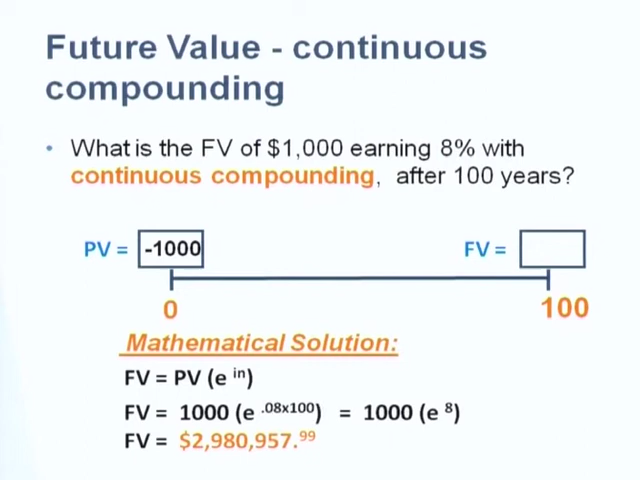 Future Value - continuous
compounding
• What is the FV of $1,000 earning 8% with
continuous compounding, after 100 years?
PV = -1000 FV =
0 100
Mathematical Solution:
FV = PV (e in)
FV = 1000 (e .08x100) = 1000 (e 8)
FV = $2,980,957.99